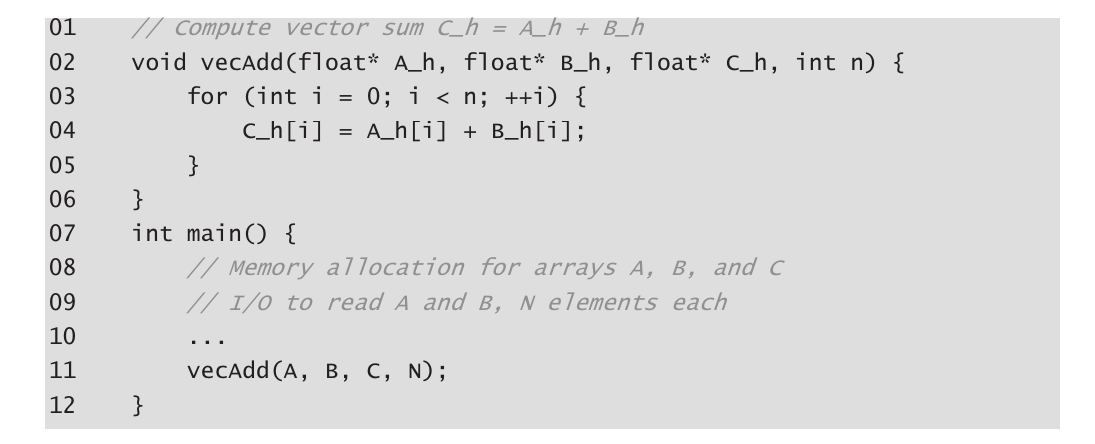 01 // Compute vector sum C_h = A_h + B_h
02 void vecAdd(float* A_h, float* B_h, float* C_h, int n) {
03     for (int i = 0; i < n; ++i) {
04         C_h[i] = A_h[i] + B_h[i];
05     }
06 }
07 int main() {
08     // Memory allocation for arrays A, B, and C
09     // I/O to read A and B, N elements each
10     ...
11     vecAdd(A, B, C, N);
12 }